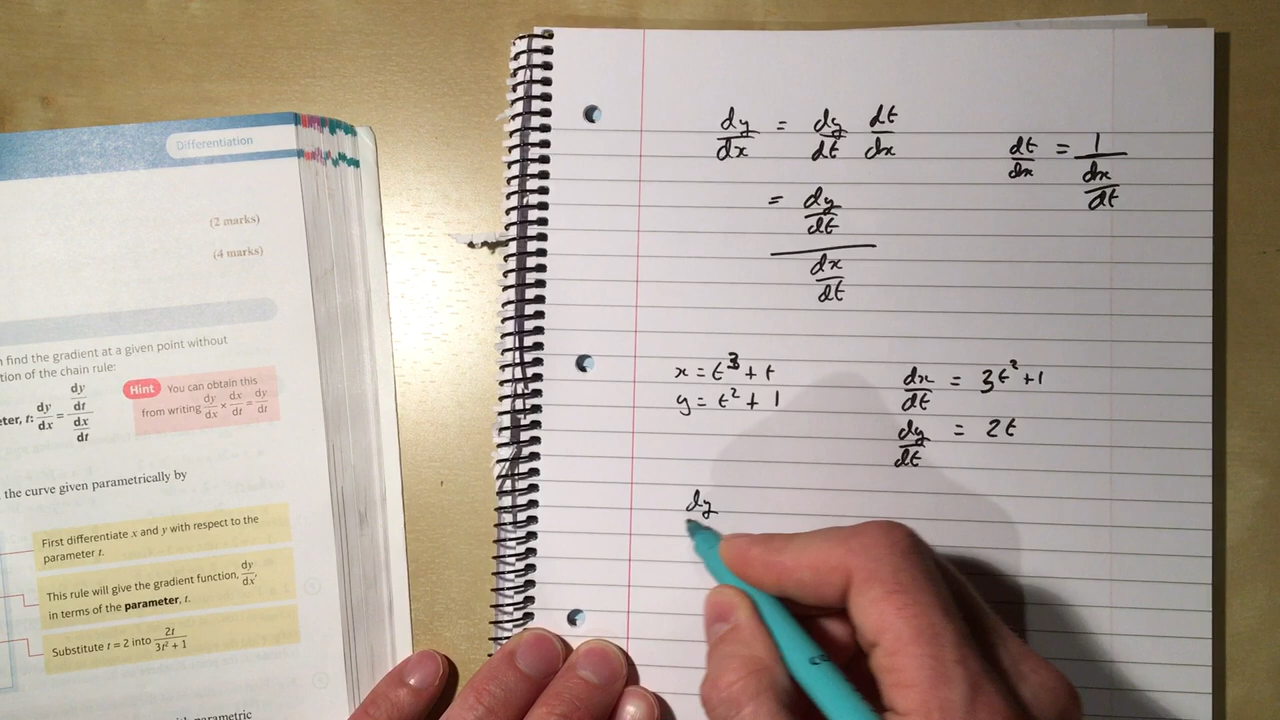 Differentiation
(2 marks)
(4 marks)
find the gradient at a given point without
tion of the chain rule:
t: dy/dx = (dy/dt)/(dx/dt)
Hint You can obtain this
from writing dy/dx × dx/dt = dy/dt
the curve given parametrically by
First differentiate x and y with respect to the
parameter t.
This rule will give the gradient function, dy/dx,
in terms of the parameter, t.
Substitute t = 2 into 2t/(3t² + 1)
parametric
dy/dx = dy/dt dt/dx
= (dy/dt)/(dx/dt)
dt/dx = 1/(dx/dt)
x = t³ + t
y = t² + 1
dx/dt = 3t² + 1
dy/dt = 2t
dy